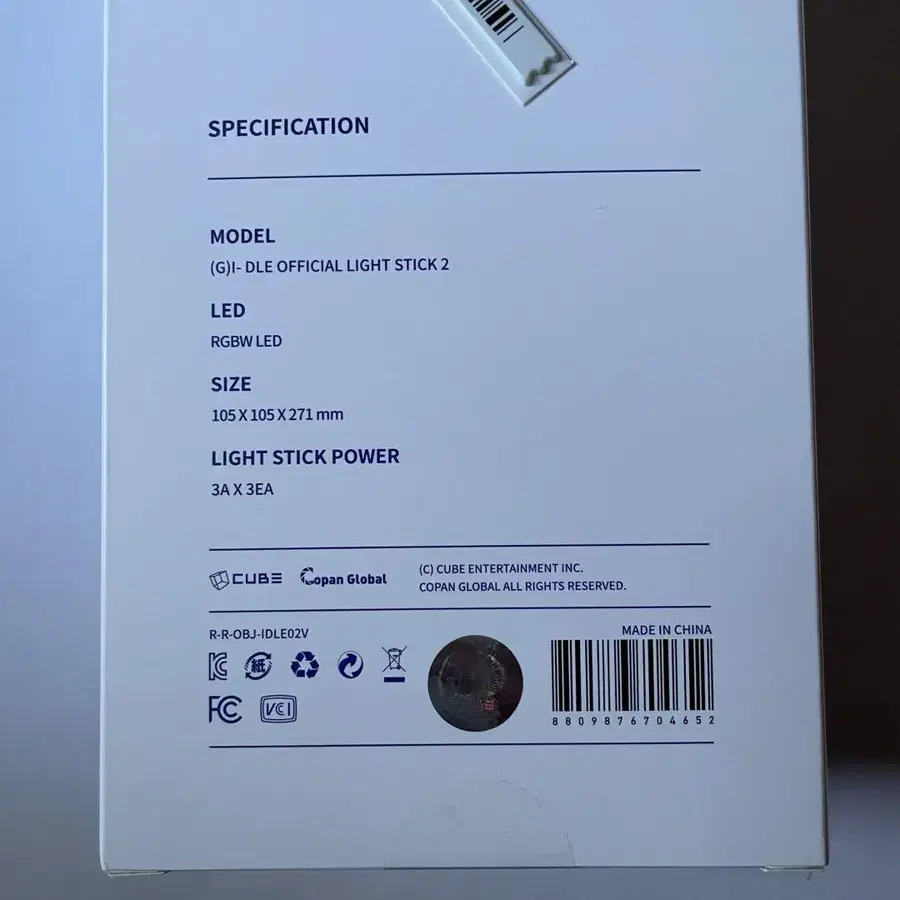 SPECIFICATION
MODEL
(G)I- DLE OFFICIAL LIGHT STICK 2
LED
RGBW LED
SIZE
105 X 105 X 271 mm
LIGHT STICK POWER
3A X 3EA
CUBE Copan Global
(C) CUBE ENTERTAINMENT INC.
COPAN GLOBAL ALL RIGHTS RESERVED.
R-R-OBJ-IDLE02V
MADE IN CHINA
紙
FC VCI
8809876704652